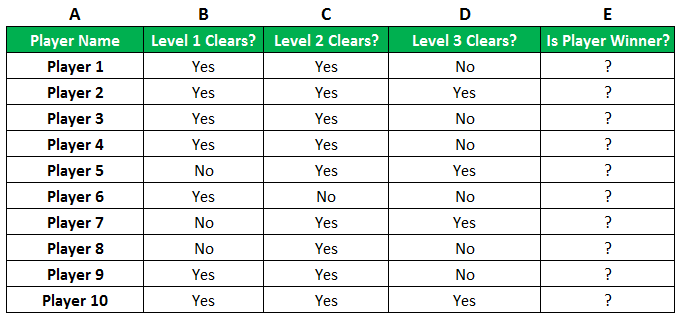 A B C D E
Player Name Level 1 Clears? Level 2 Clears? Level 3 Clears? Is Player Winner?
Player 1 Yes Yes No ?
Player 2 Yes Yes Yes ?
Player 3 Yes Yes No ?
Player 4 Yes Yes No ?
Player 5 No Yes Yes ?
Player 6 Yes No No ?
Player 7 No Yes Yes ?
Player 8 No Yes No ?
Player 9 Yes Yes No ?
Player 10 Yes Yes Yes ?